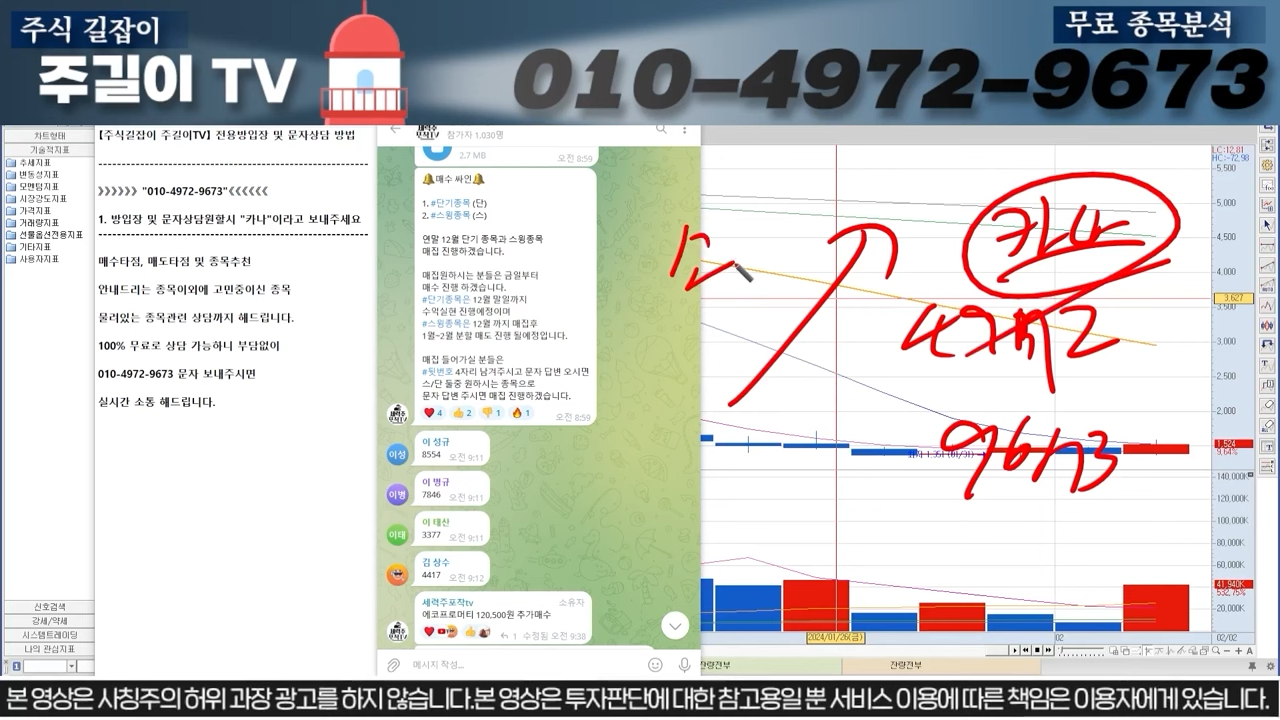 주식 길잡이
주길이 TV
무료 종목분석
010-4972-9673
차트형태
기술적지표
추세지표
변동성지표
모멘텀지표
시장강도지표
가격지표
거래량지표
선물옵션전용지표
기타지표
사용자지표
신호검색
강세/약세
시스템트레이딩
나의 관심지표
【주식길잡이 주길이TV】 전용방입장 및 문자상담 방법
》》》》》》 "010-4972-9673"《《《《《《
1. 방입장 및 문자상담원할시 "카나"이라고 보내주세요
매수타점, 매도타점 및 종목추천
안내드리는 종목이외에 고민중이신 종목
물려있는 종목관련 상담까지 해드립니다.
100% 무료로 상담 가능하니 부담없이
010-4972-9673 문자 보내주시면
실시간 소통 해드립니다.
참가자 1,030명
2.7 MB
오전 8:59
매수 싸인
1. #단기종목 (단)
2. #스윙종목 (스)
연말 12월 단기 종목과 스윙종목
매집 진행하겠습니다.
매집원하시는 분들은 금일부터
매수 진행 하겠습니다.
#단기종목은 12월 말일까지
수익실현 진행예정이며
#스윙종목은 12월 까지 매집후
1월~2월 분할 매도 진행 될예정입니다.
매집 들어가실 분들은
#뒷번호 4자리 남겨주시고 문자 답변 오시면
스/단 둘중 원하시는 종목으로
문자 답변 주시면 매집 진행하겠습니다.
4 2 1 1
오전 8:59
이 성규
이성 8554 오전 9:11
이 병규
이병 7846 오전 9:11
이 태산
이태 3377 오전 9:11
김 상수
4417 오전 9:12
세력주포작tv 소유자
에코프로머티 120,500원 추가매수
1 수정됨 오전 9:38
메시지 작성...
카나
4972
9673
LC:12,81
HC:-72,98
5,500
5,000
4,500
4,000
3,627
3,500
3,000
2,500
2,000
1,524
9,64%
140,000K
120,000K
100,000K
80,000K
60,000K
41,940K
532,75%
20,000K
2024/01/26(금)
02
02/02
잔량전부
잔량전부
본 영상은 사칭주의 허위 과장 광고를 하지 않습니다.본 영상은 투자판단에 대한 참고용일 뿐 서비스 이용에 따른 책임은 이용자에게 있습니다.